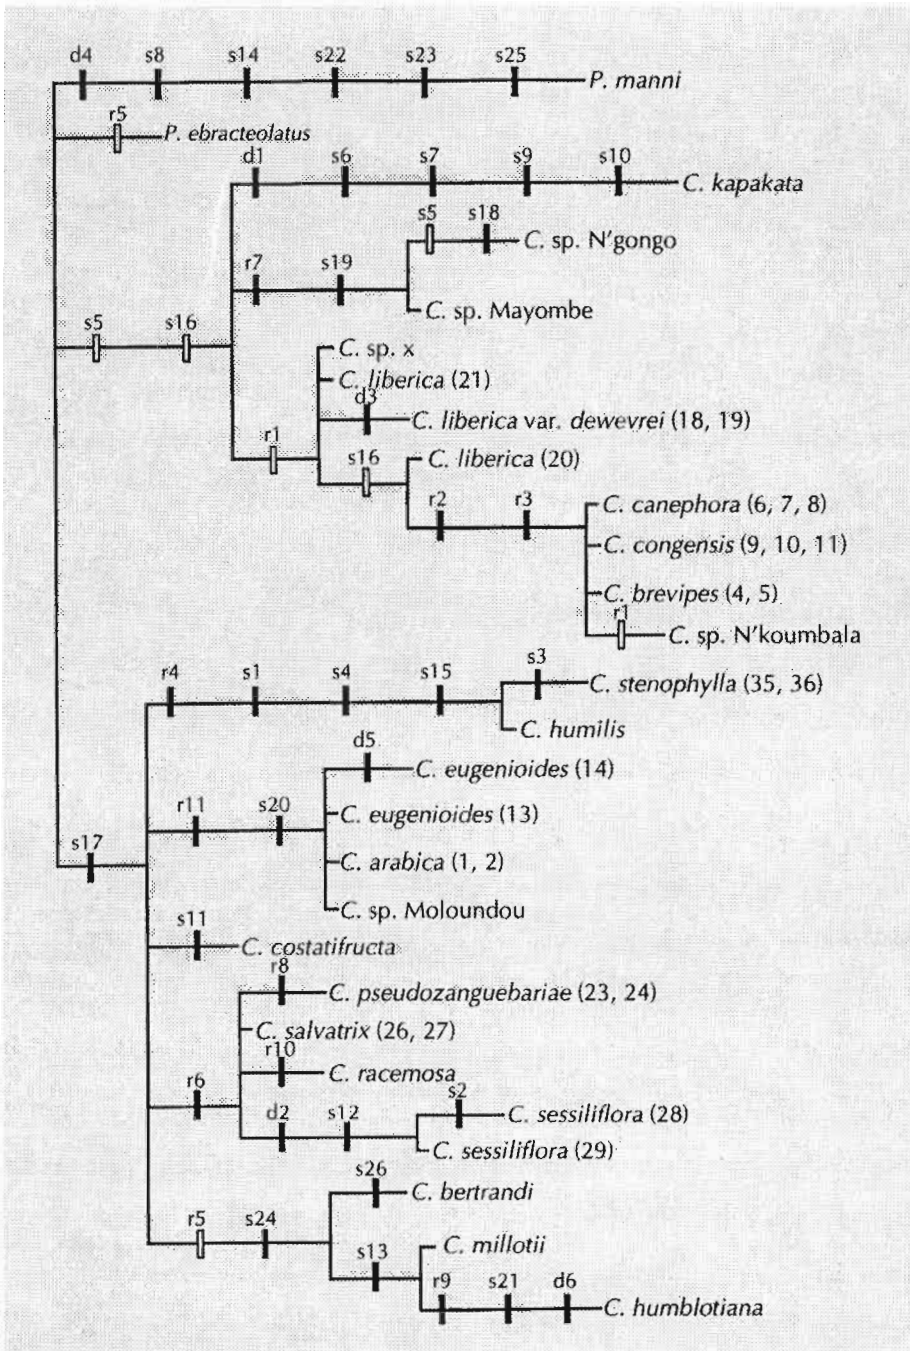 d4 s8 s14 s22 s23 s25
P. manni
r5
P. ebracteolatus
d1 s6 s7 s9 s10
C. kapakata
s5 s18
C. sp. N'gongo
r7 s19
C. sp. Mayombe
s5 s16
C. sp. x
C. liberica (21)
d3
C. liberica var. dewevrei (18, 19)
r1
s16
C. liberica (20)
r2 r3
C. canephora (6, 7, 8)
C. congensis (9, 10, 11)
C. brevipes (4, 5)
r1
C. sp. N'koumbala
r4 s1 s4 s15
s3
C. stenophylla (35, 36)
C. humilis
d5
C. eugenioides (14)
r11 s20
C. eugenioides (13)
s17
C. arabica (1, 2)
C. sp. Moloundou
s11
C. costatifructa
r8
C. pseudozanguebariae (23, 24)
C. salvatrix (26, 27)
r10
C. racemosa
r6
s2
d2 s12
C. sessiliflora (28)
C. sessiliflora (29)
s26
C. bertrandi
r5 s24
C. millotii
s13
r9 s21 d6
C. humblotiana